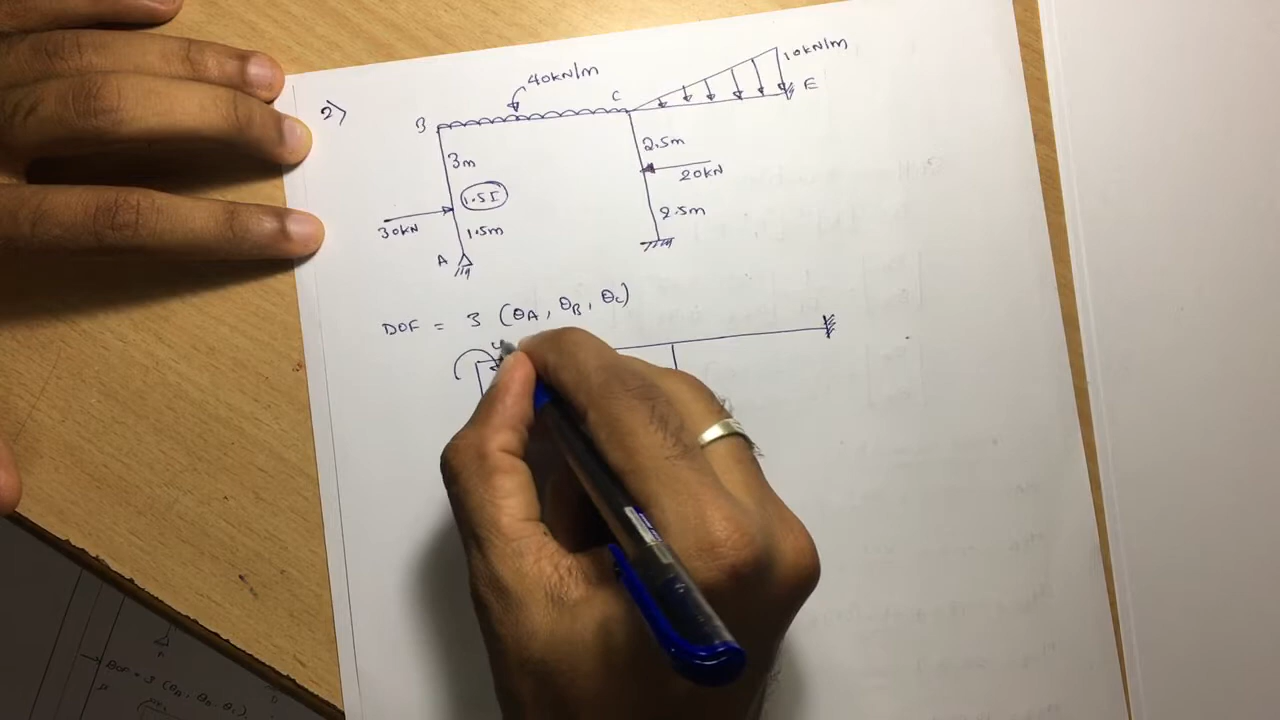 2)
40kN/m
10kN/m
B
C
E
3m
2.5m
20kN
1.5I
30kN
1.5m
2.5m
A
DOF = 3 (θA, θB, θC)